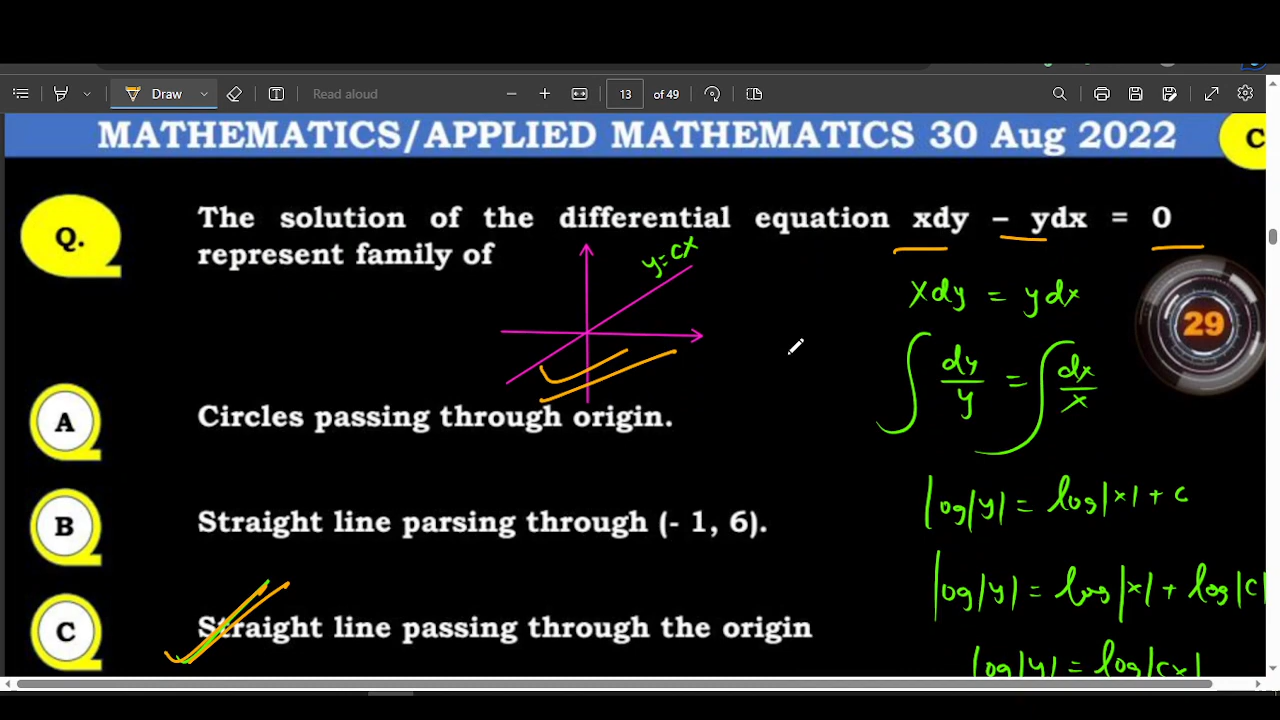 Draw
Read aloud
13 of 49
MATHEMATICS/APPLIED MATHEMATICS 30 Aug 2022
C
Q.
The solution of the differential equation xdy – ydx = 0
represent family of
y=cx
xdy = ydx
29
∫ dy/y = ∫ dx/x
A
Circles passing through origin.
log|y| = log|x| + c
B
Straight line parsing through (- 1, 6).
log|y| = log|x| + log|c|
C
Straight line passing through the origin
log|y| = log|cx|